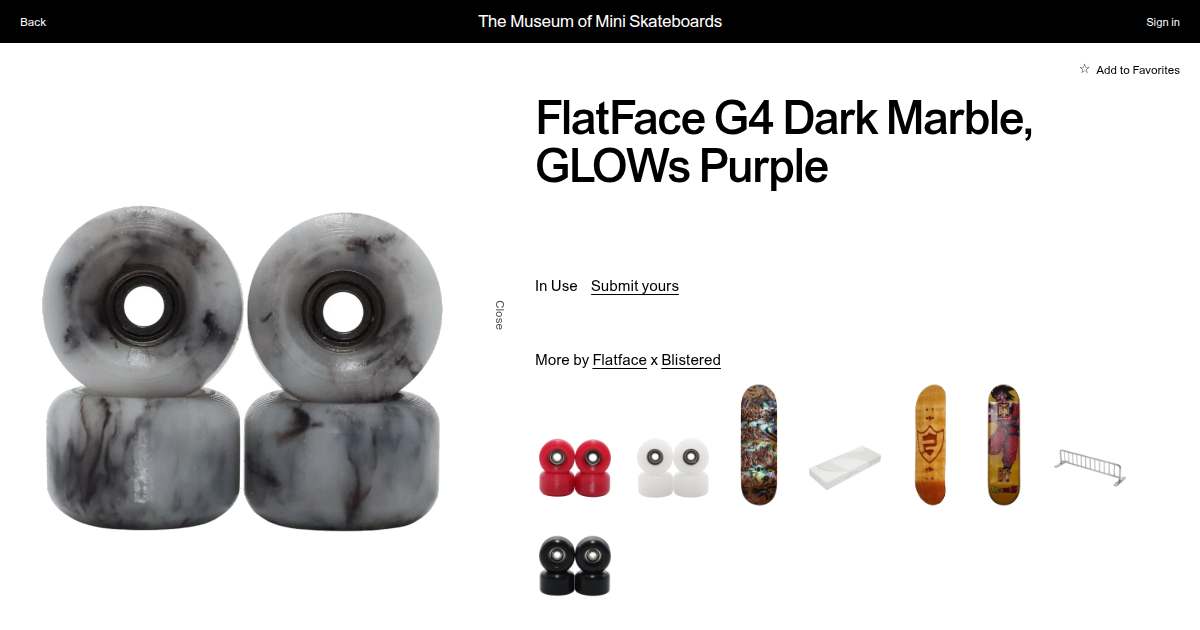 Back
The Museum of Mini Skateboards
Sign in
☆ Add to Favorites
FlatFace G4 Dark Marble,
GLOWs Purple
Close
In Use Submit yours
More by Flatface x Blistered